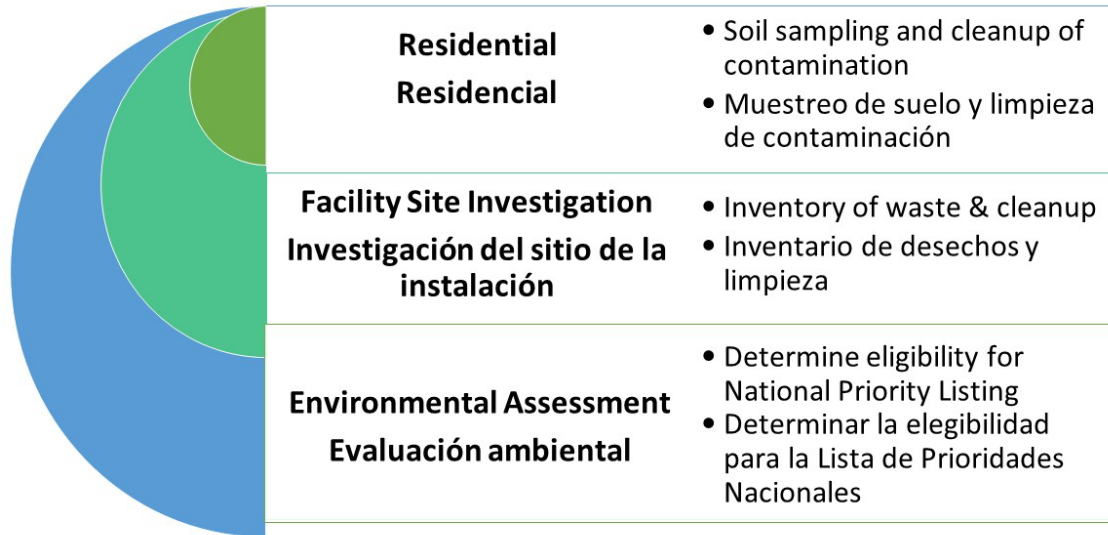 Residential
Residencial
• Soil sampling and cleanup of
contamination
• Muestreo de suelo y limpieza
de contaminación
Facility Site Investigation
Investigación del sitio de la
instalación
• Inventory of waste & cleanup
• Inventario de desechos y
limpieza
Environmental Assessment
Evaluación ambiental
• Determine eligibility for
National Priority Listing
• Determinar la elegibilidad
para la Lista de Prioridades
Nacionales